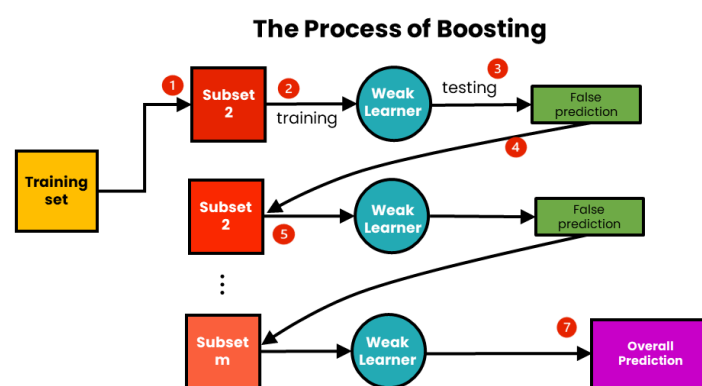 The Process of Boosting
1
Subset
2
2
training
Weak
Learner
3
testing
False
prediction
4
Training
set
Subset
2
5
Weak
Learner
False
prediction
Subset
m
Weak
Learner
7
Overall
Prediction